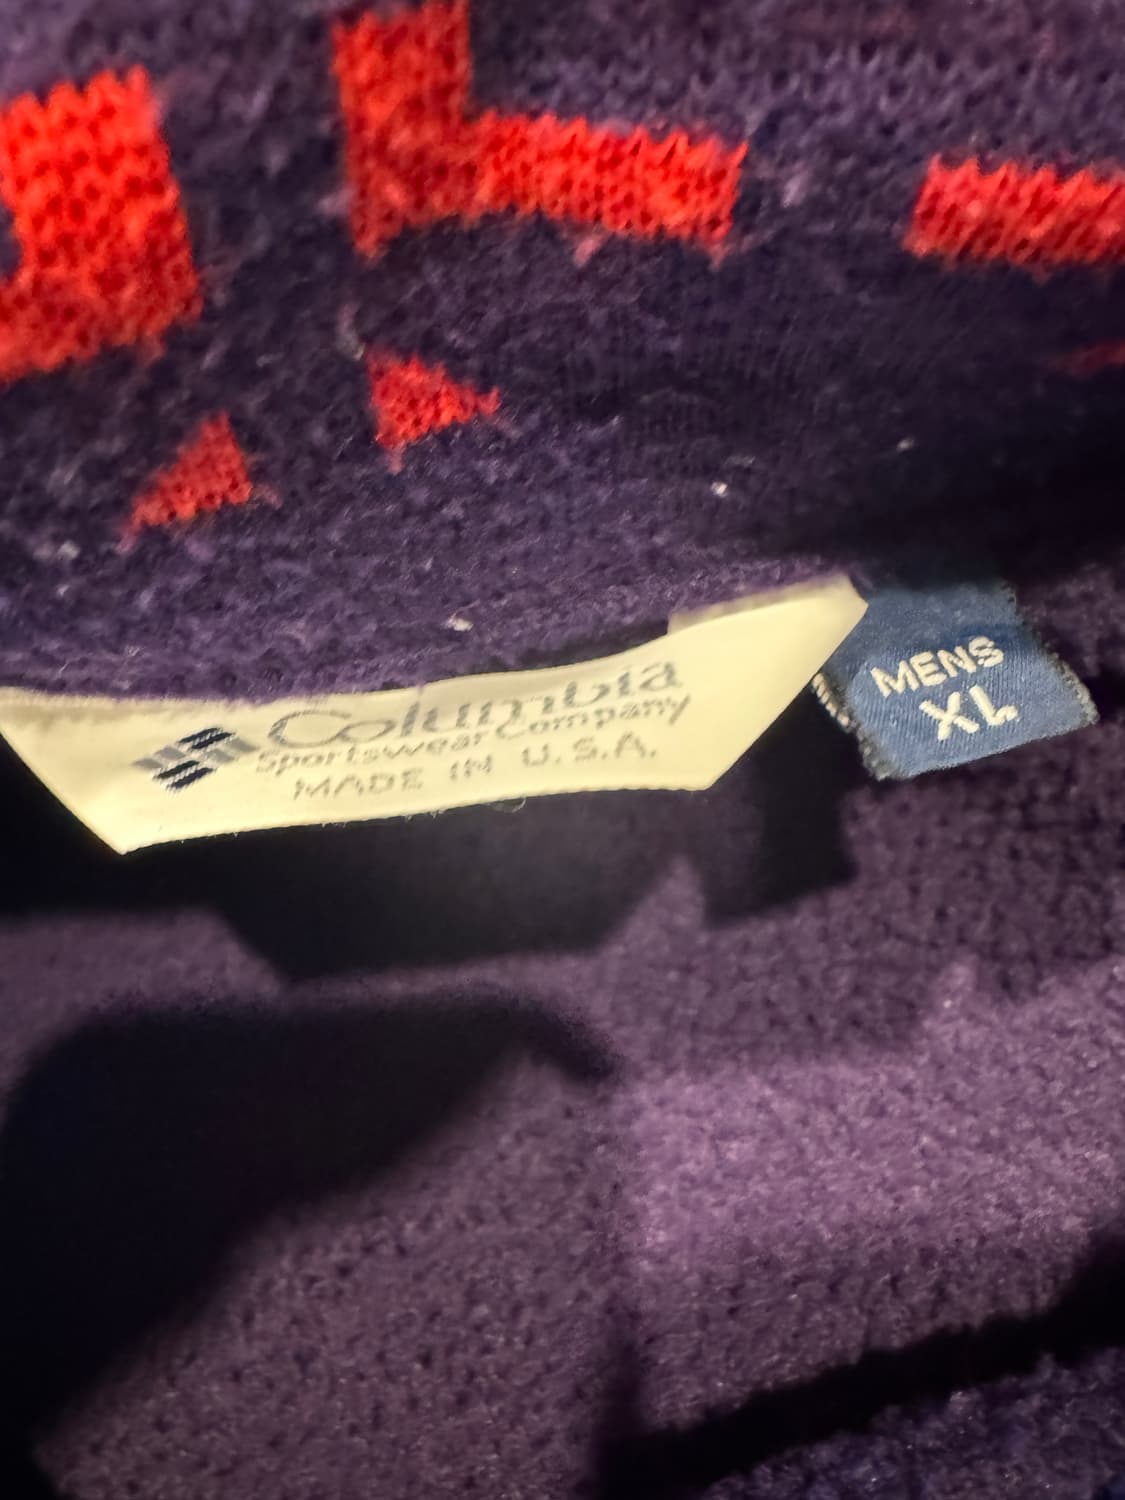 Columbia
Sportswear Company
MADE IN U.S.A.
MENS
XL